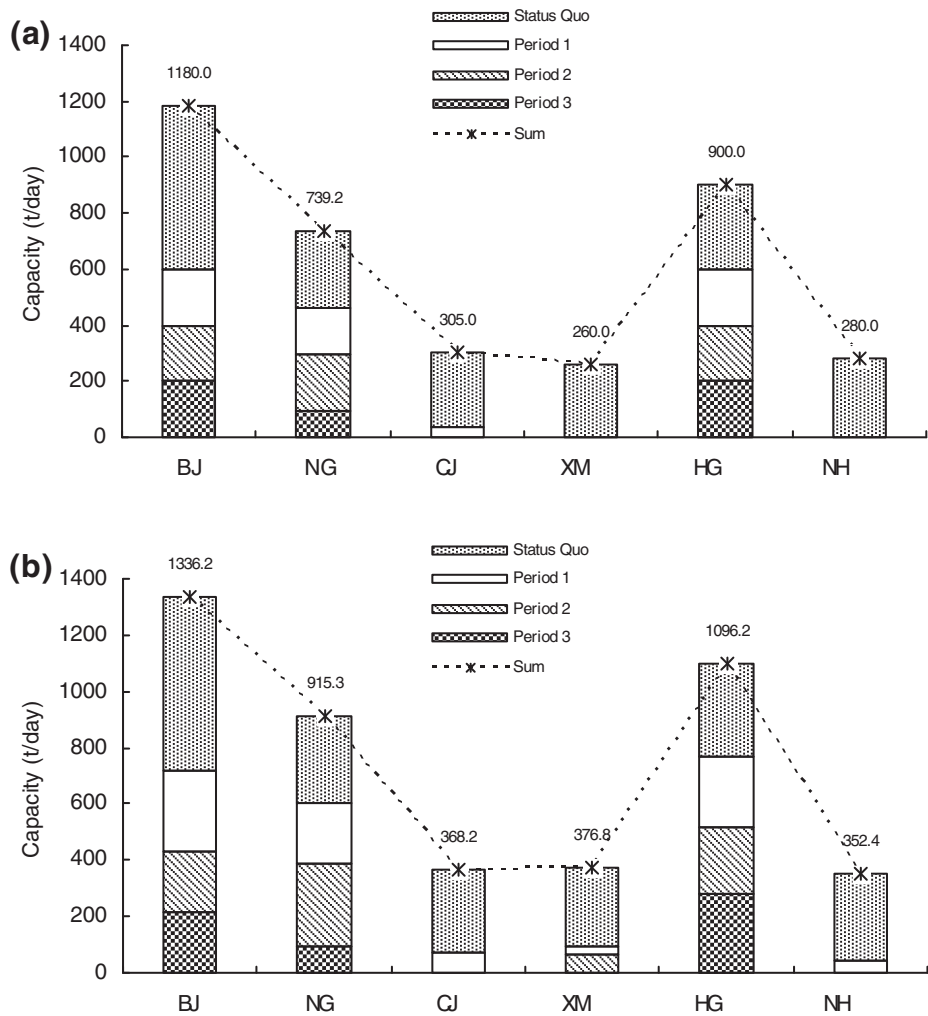 (a)
Status Quo
Period 1
Period 2
Period 3
Sum
Capacity (t/day)
1400
1200
1000
800
600
400
200
0
1180.0
739.2
305.0
260.0
900.0
280.0
BJ NG CJ XM HG NH
(b)
Status Quo
Period 1
Period 2
Period 3
Sum
Capacity (t/day)
1400
1200
1000
800
600
400
200
0
1336.2
915.3
368.2
376.8
1096.2
352.4
BJ NG CJ XM HG NH